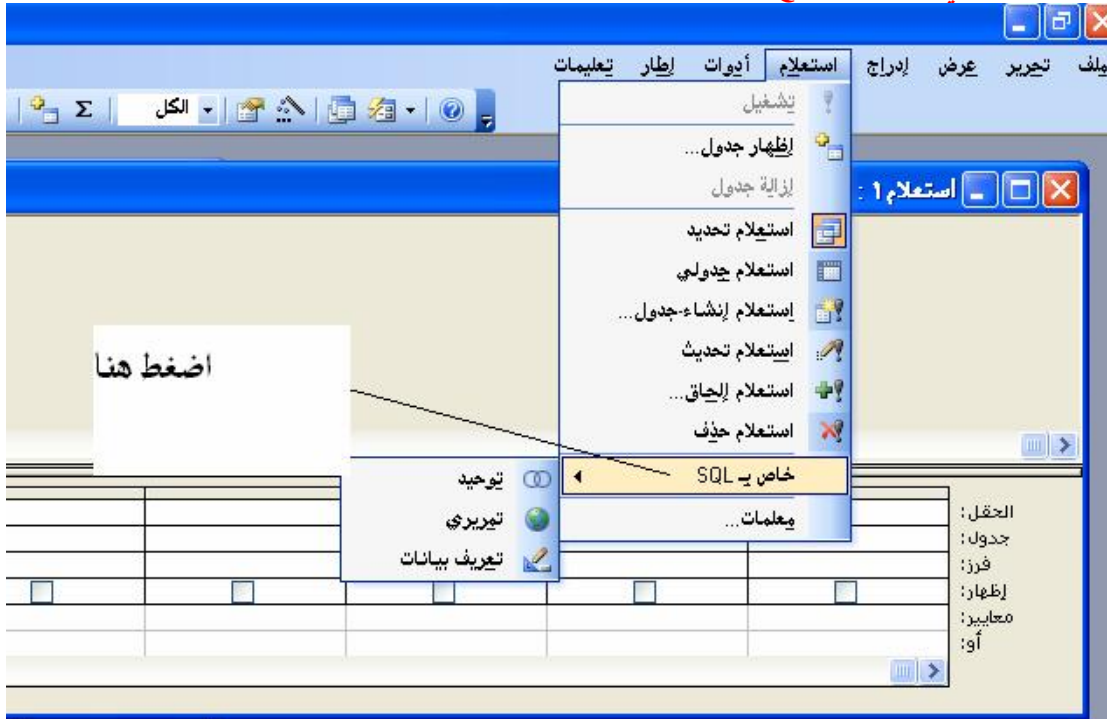 ملف تحرير عرض إدراج استعلام أدوات إطار تعليمات
الكل
تشغيل
إظهار جدول...
إزالة جدول
استعلام تحديد
استعلام جدولي
إستعلام إنشاء-جدول...
استعلام تحديث
استعلام إلحاق...
استعلام حذف
خاص بـ SQL
معلمات...
توحيد
تمريري
تعريف بيانات
استعلام١ :
اضغط هنا
الحقل:
جدول:
فرز:
إظهار:
معايير:
أو: